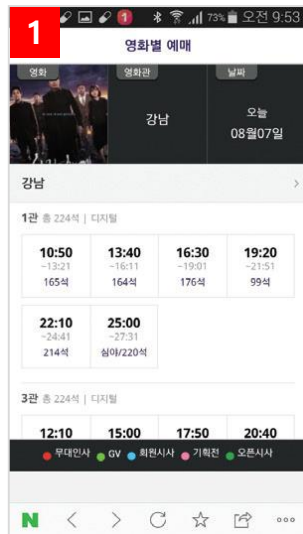 1
1 73% 오전 9:53
영화별 예매
영화 영화관 날짜
강남 오늘
08월07일
강남 >
1관 총 224석 | 디지털
10:50 13:40 16:30 19:20
~13:21 ~16:11 ~19:01 ~21:51
165석 164석 176석 99석
22:10 25:00
~24:41 ~27:31
214석 심야/220석
3관 총 224석 | 디지털
12:10 15:00 17:50 20:40
무대인사 GV 회원시사 기획전 오픈시사
N